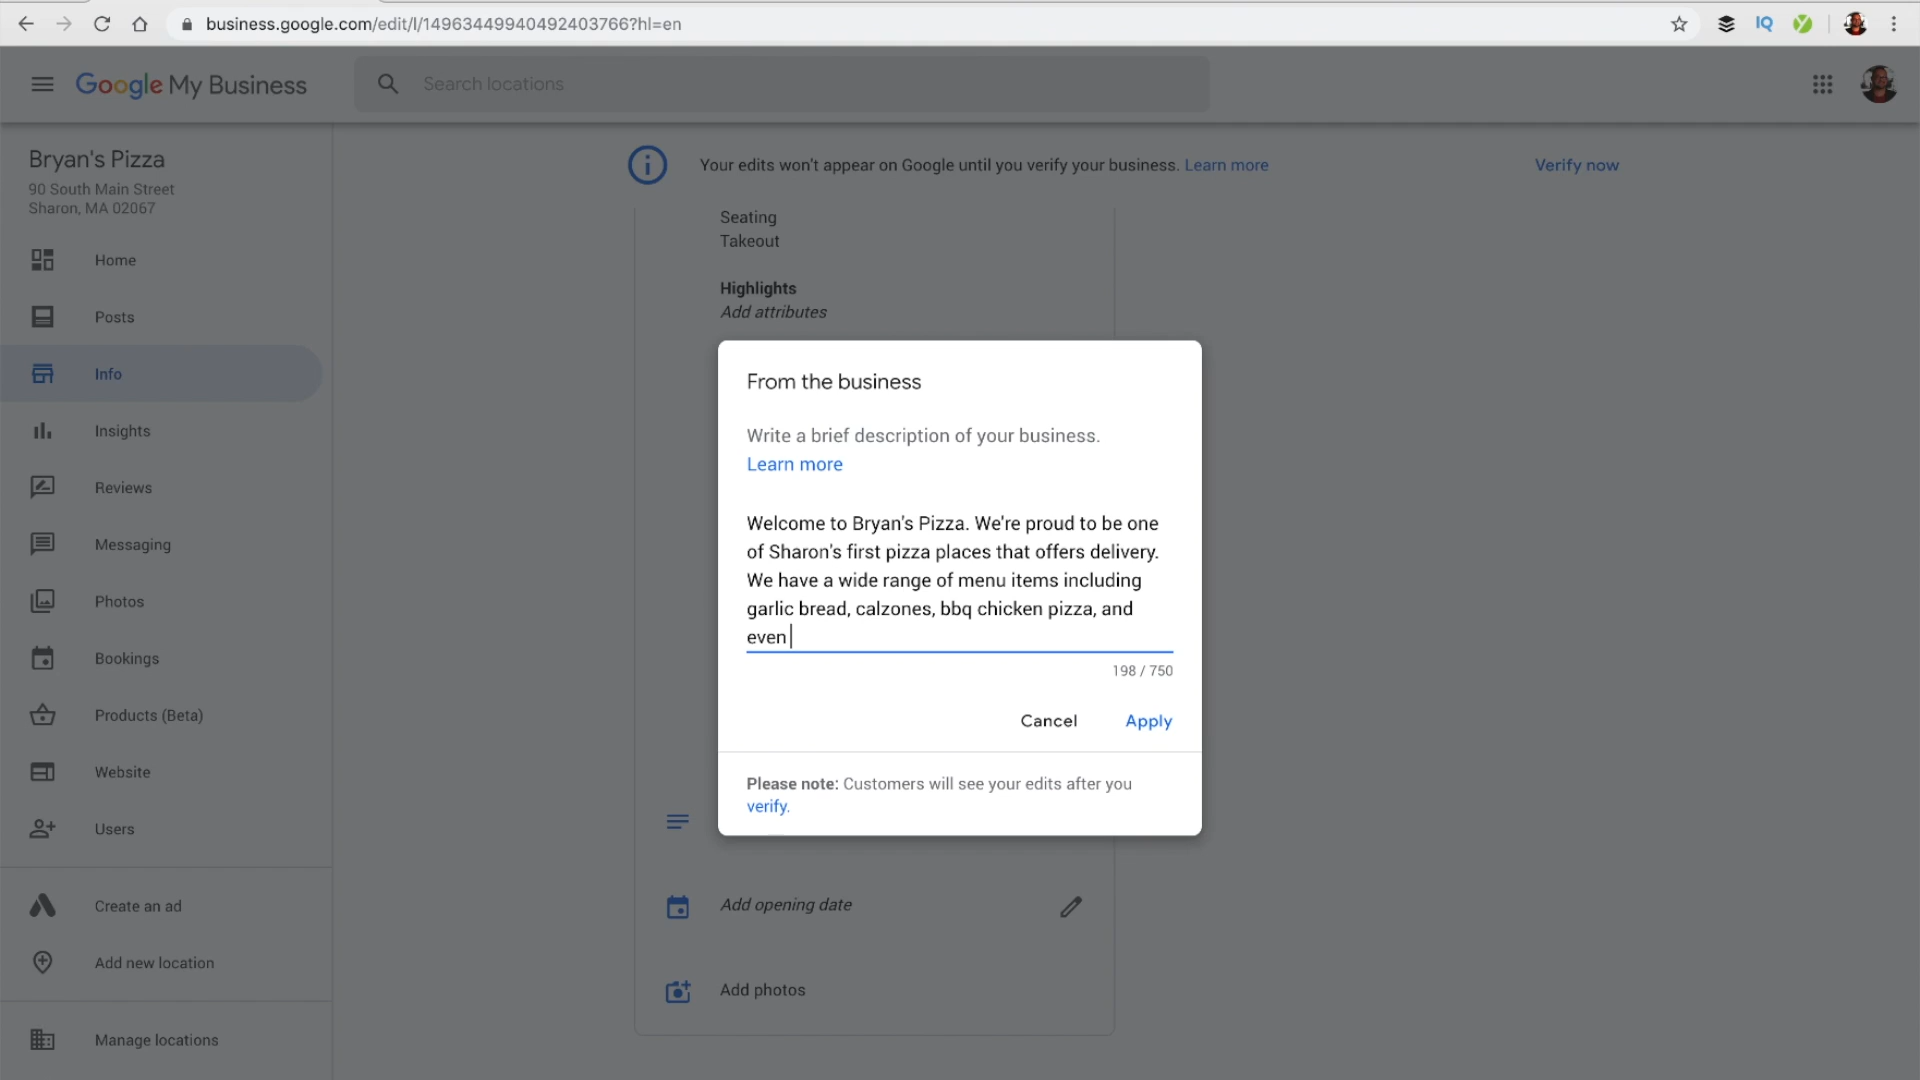 business.google.com/edit/l/14963449940492403766?hl=en
IQ
Google My Business
Search locations
Bryan's Pizza
90 South Main Street
Sharon, MA 02067
Home
Posts
Info
Insights
Reviews
Messaging
Photos
Bookings
Products (Beta)
Website
Users
Create an ad
Add new location
Manage locations
Your edits won't appear on Google until you verify your business. Learn more
Verify now
Seating
Takeout
Highlights
Add attributes
From the business
Write a brief description of your business.
Learn more
Welcome to Bryan's Pizza. We're proud to be one
of Sharon's first pizza places that offers delivery.
We have a wide range of menu items including
garlic bread, calzones, bbq chicken pizza, and
even
198 / 750
Cancel
Apply
Please note: Customers will see your edits after you
verify.
Add opening date
Add photos